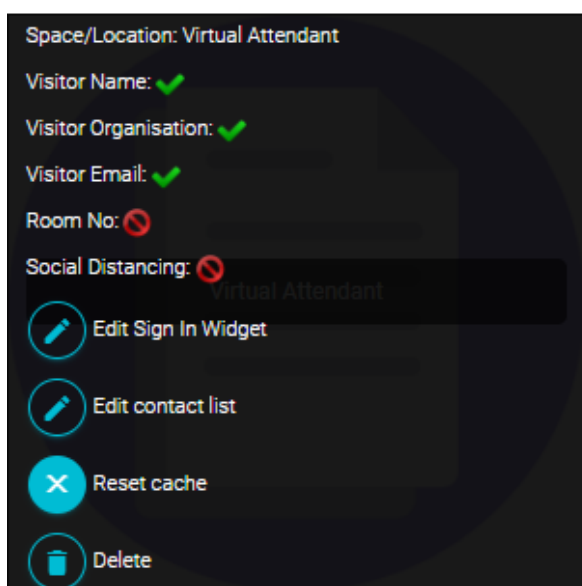 Space/Location: Virtual Attendant
Visitor Name:
Visitor Organisation:
Visitor Email:
Room No:
Social Distancing:
Virtual Attendant
Edit Sign In Widget
Edit contact list
Reset cache
Delete